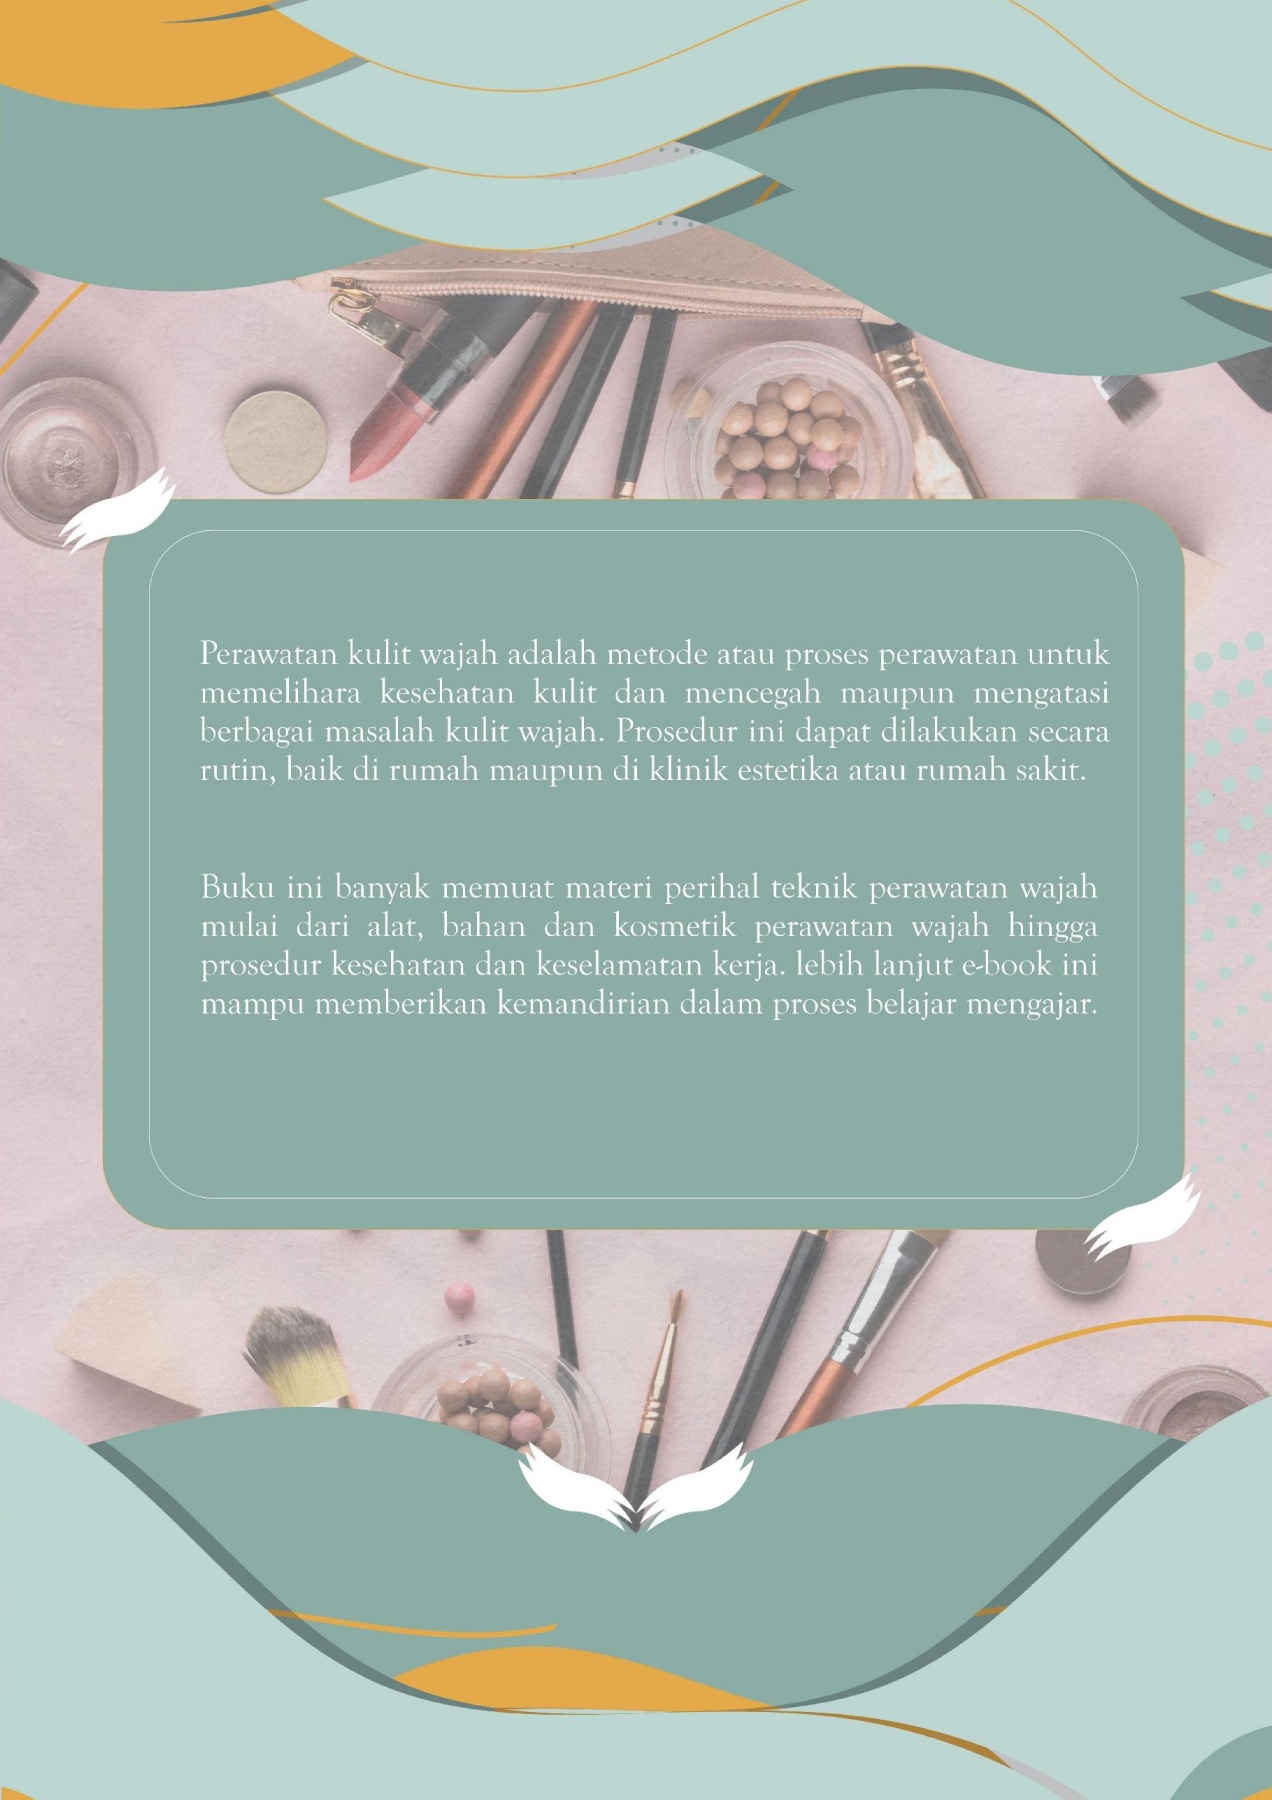 Perawatan kulit wajah adalah metode atau proses perawatan untuk
memelihara kesehatan kulit dan mencegah maupun mengatasi
berbagai masalah kulit wajah. Prosedur ini dapat dilakukan secara
rutin, baik di rumah maupun di klinik estetika atau rumah sakit.
Buku ini banyak memuat materi perihal teknik perawatan wajah
mulai dari alat, bahan dan kosmetik perawatan wajah hingga
prosedur kesehatan dan keselamatan kerja. lebih lanjut e-book ini
mampu memberikan kemandirian dalam proses belajar mengajar.